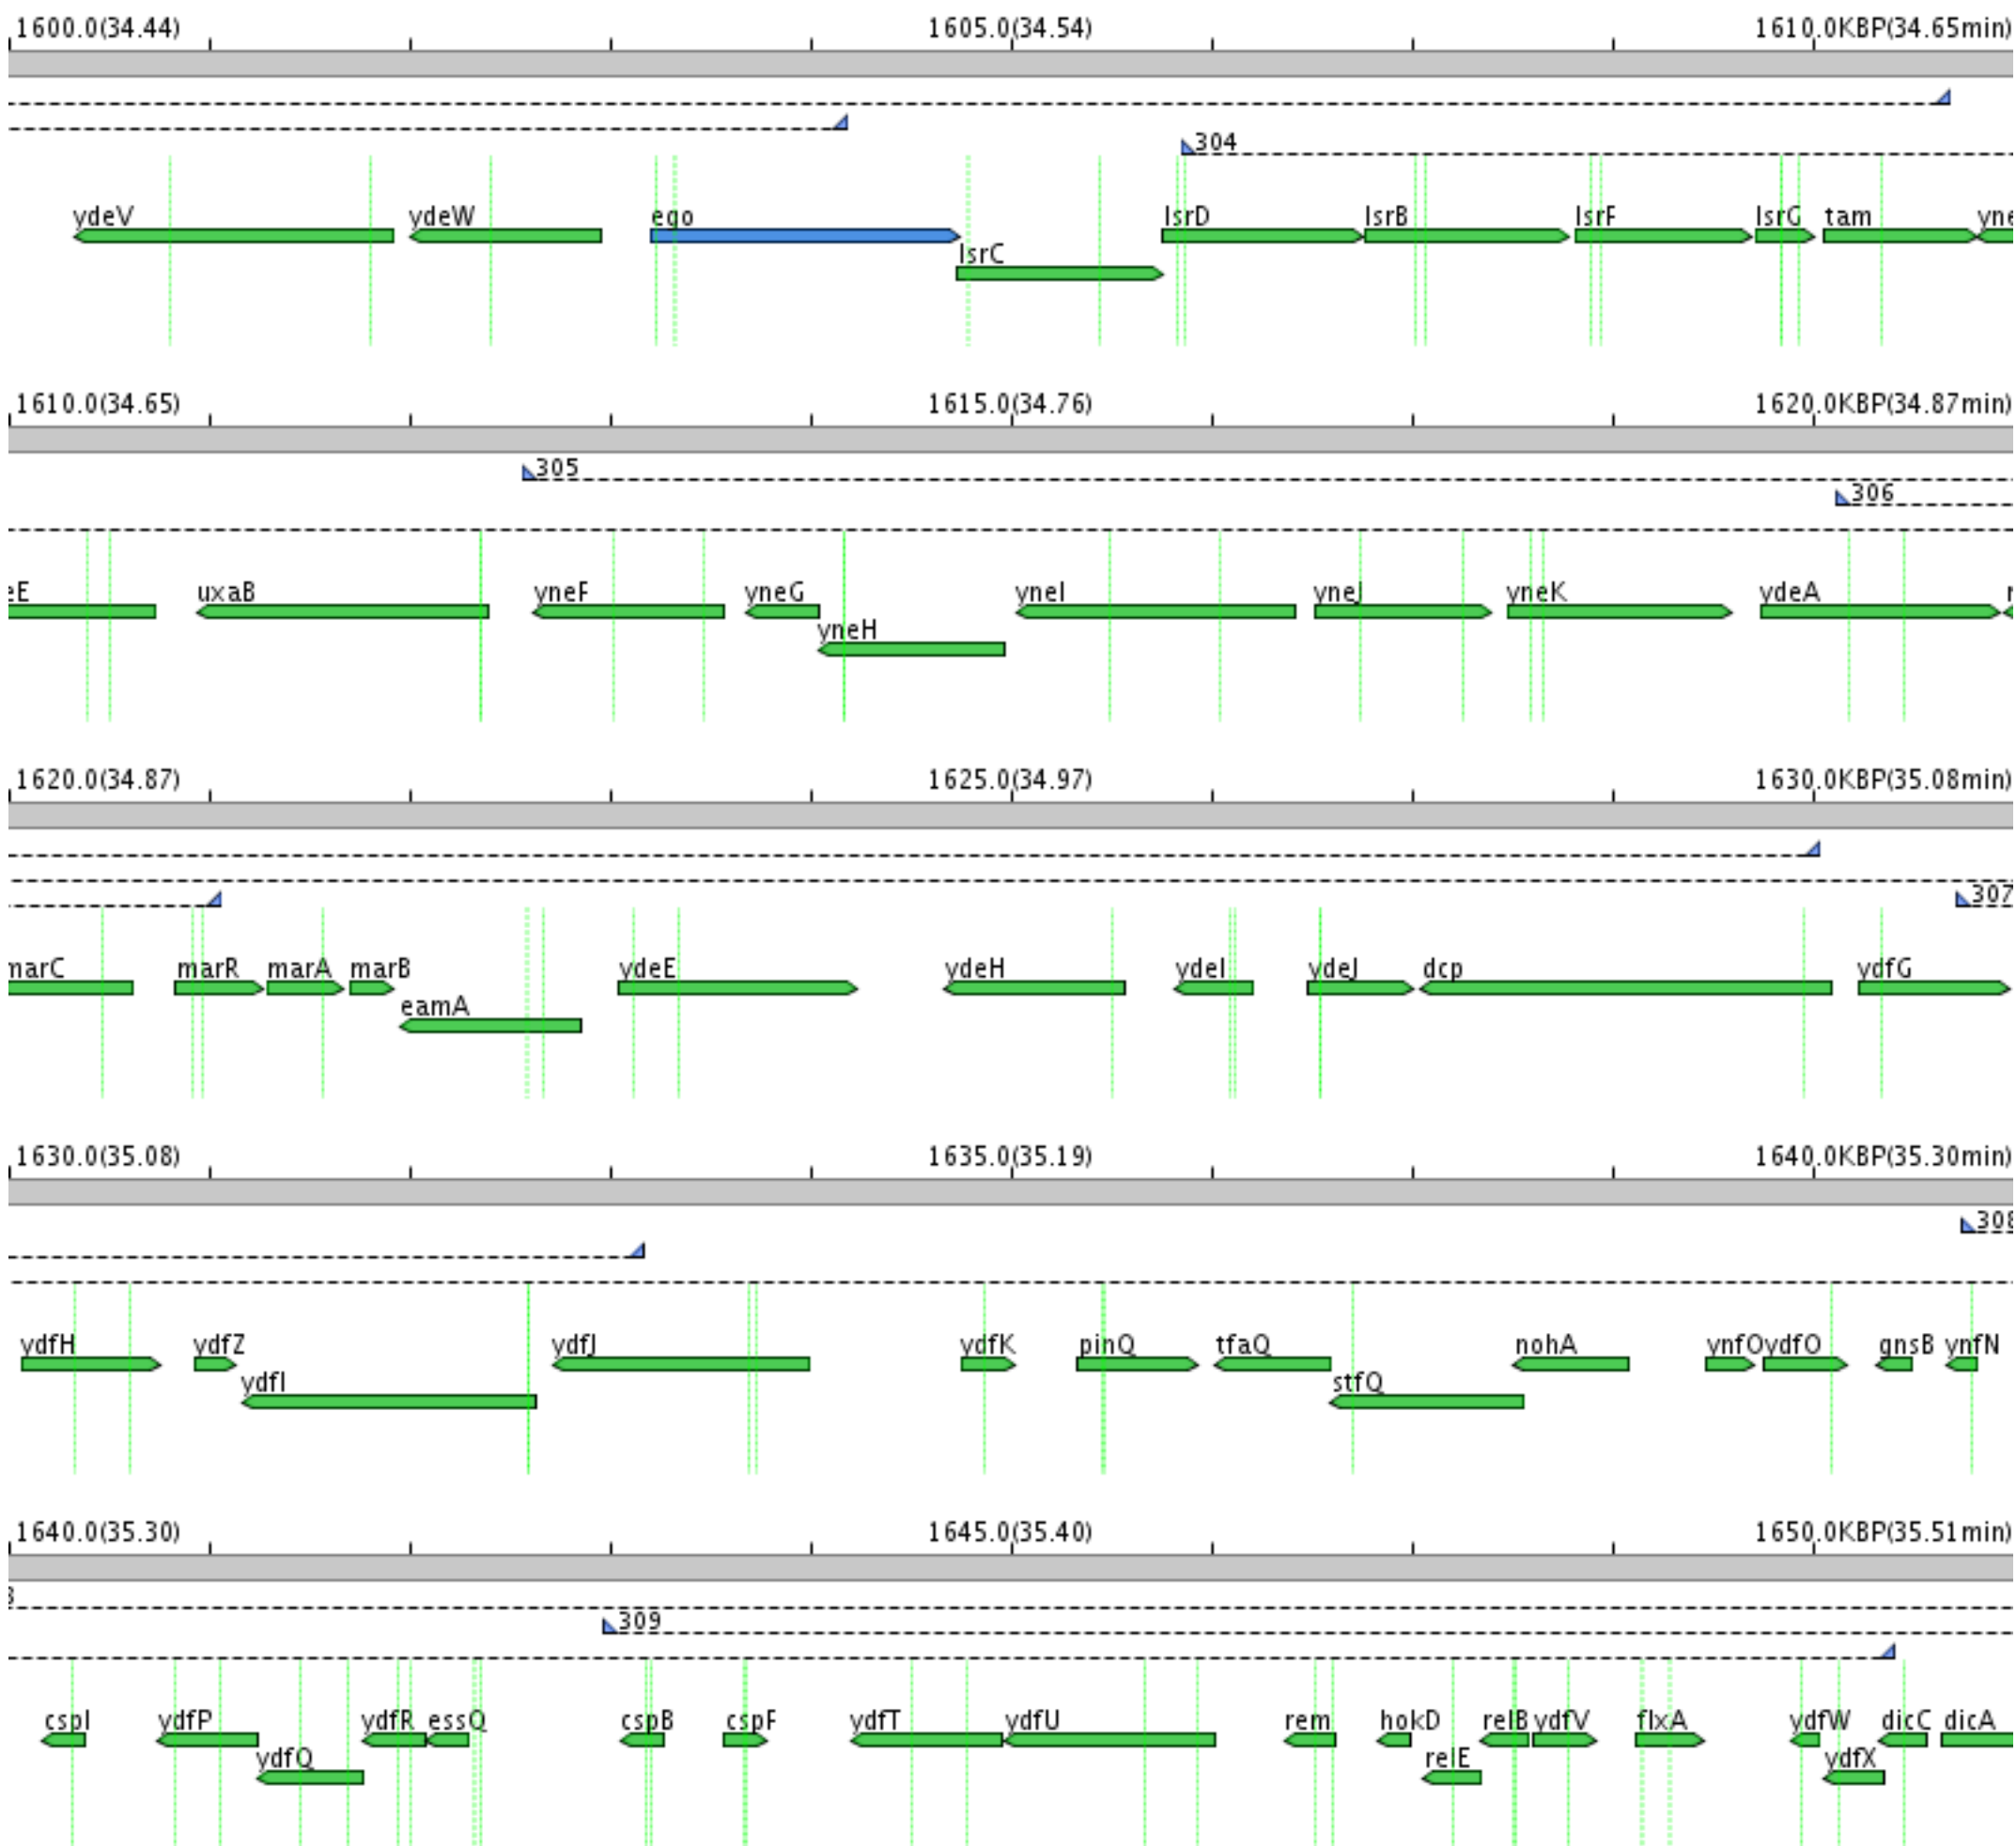 1600.0(34.44) 1605.0(34.54) 1610.0KBP(34.65min)
304
ydeV ydeW ego lsrD lsrB lsrF lsrG tam yne
lsrC
1610.0(34.65) 1615.0(34.76) 1620.0KBP(34.87min)
305
306
eE uxaB yneF yneG yneI yneJ yneK ydeA
yneH
1620.0(34.87) 1625.0(34.97) 1630.0KBP(35.08min)
307
marC marR marA marB ydeE ydeH ydeI ydeJ dcp ydfG
eamA
1630.0(35.08) 1635.0(35.19) 1640.0KBP(35.30min)
308
ydfH ydfZ ydfJ ydfK pinQ tfaQ nohA ynfO ydfO gnsB ynfN
ydfI stfQ
1640.0(35.30) 1645.0(35.40) 1650.0KBP(35.51min)
309
cspI ydfP ydfR essQ cspB cspF ydfT ydfU rem hokD relB ydfV flxA ydfW dicC dicA
ydfQ relE ydfX